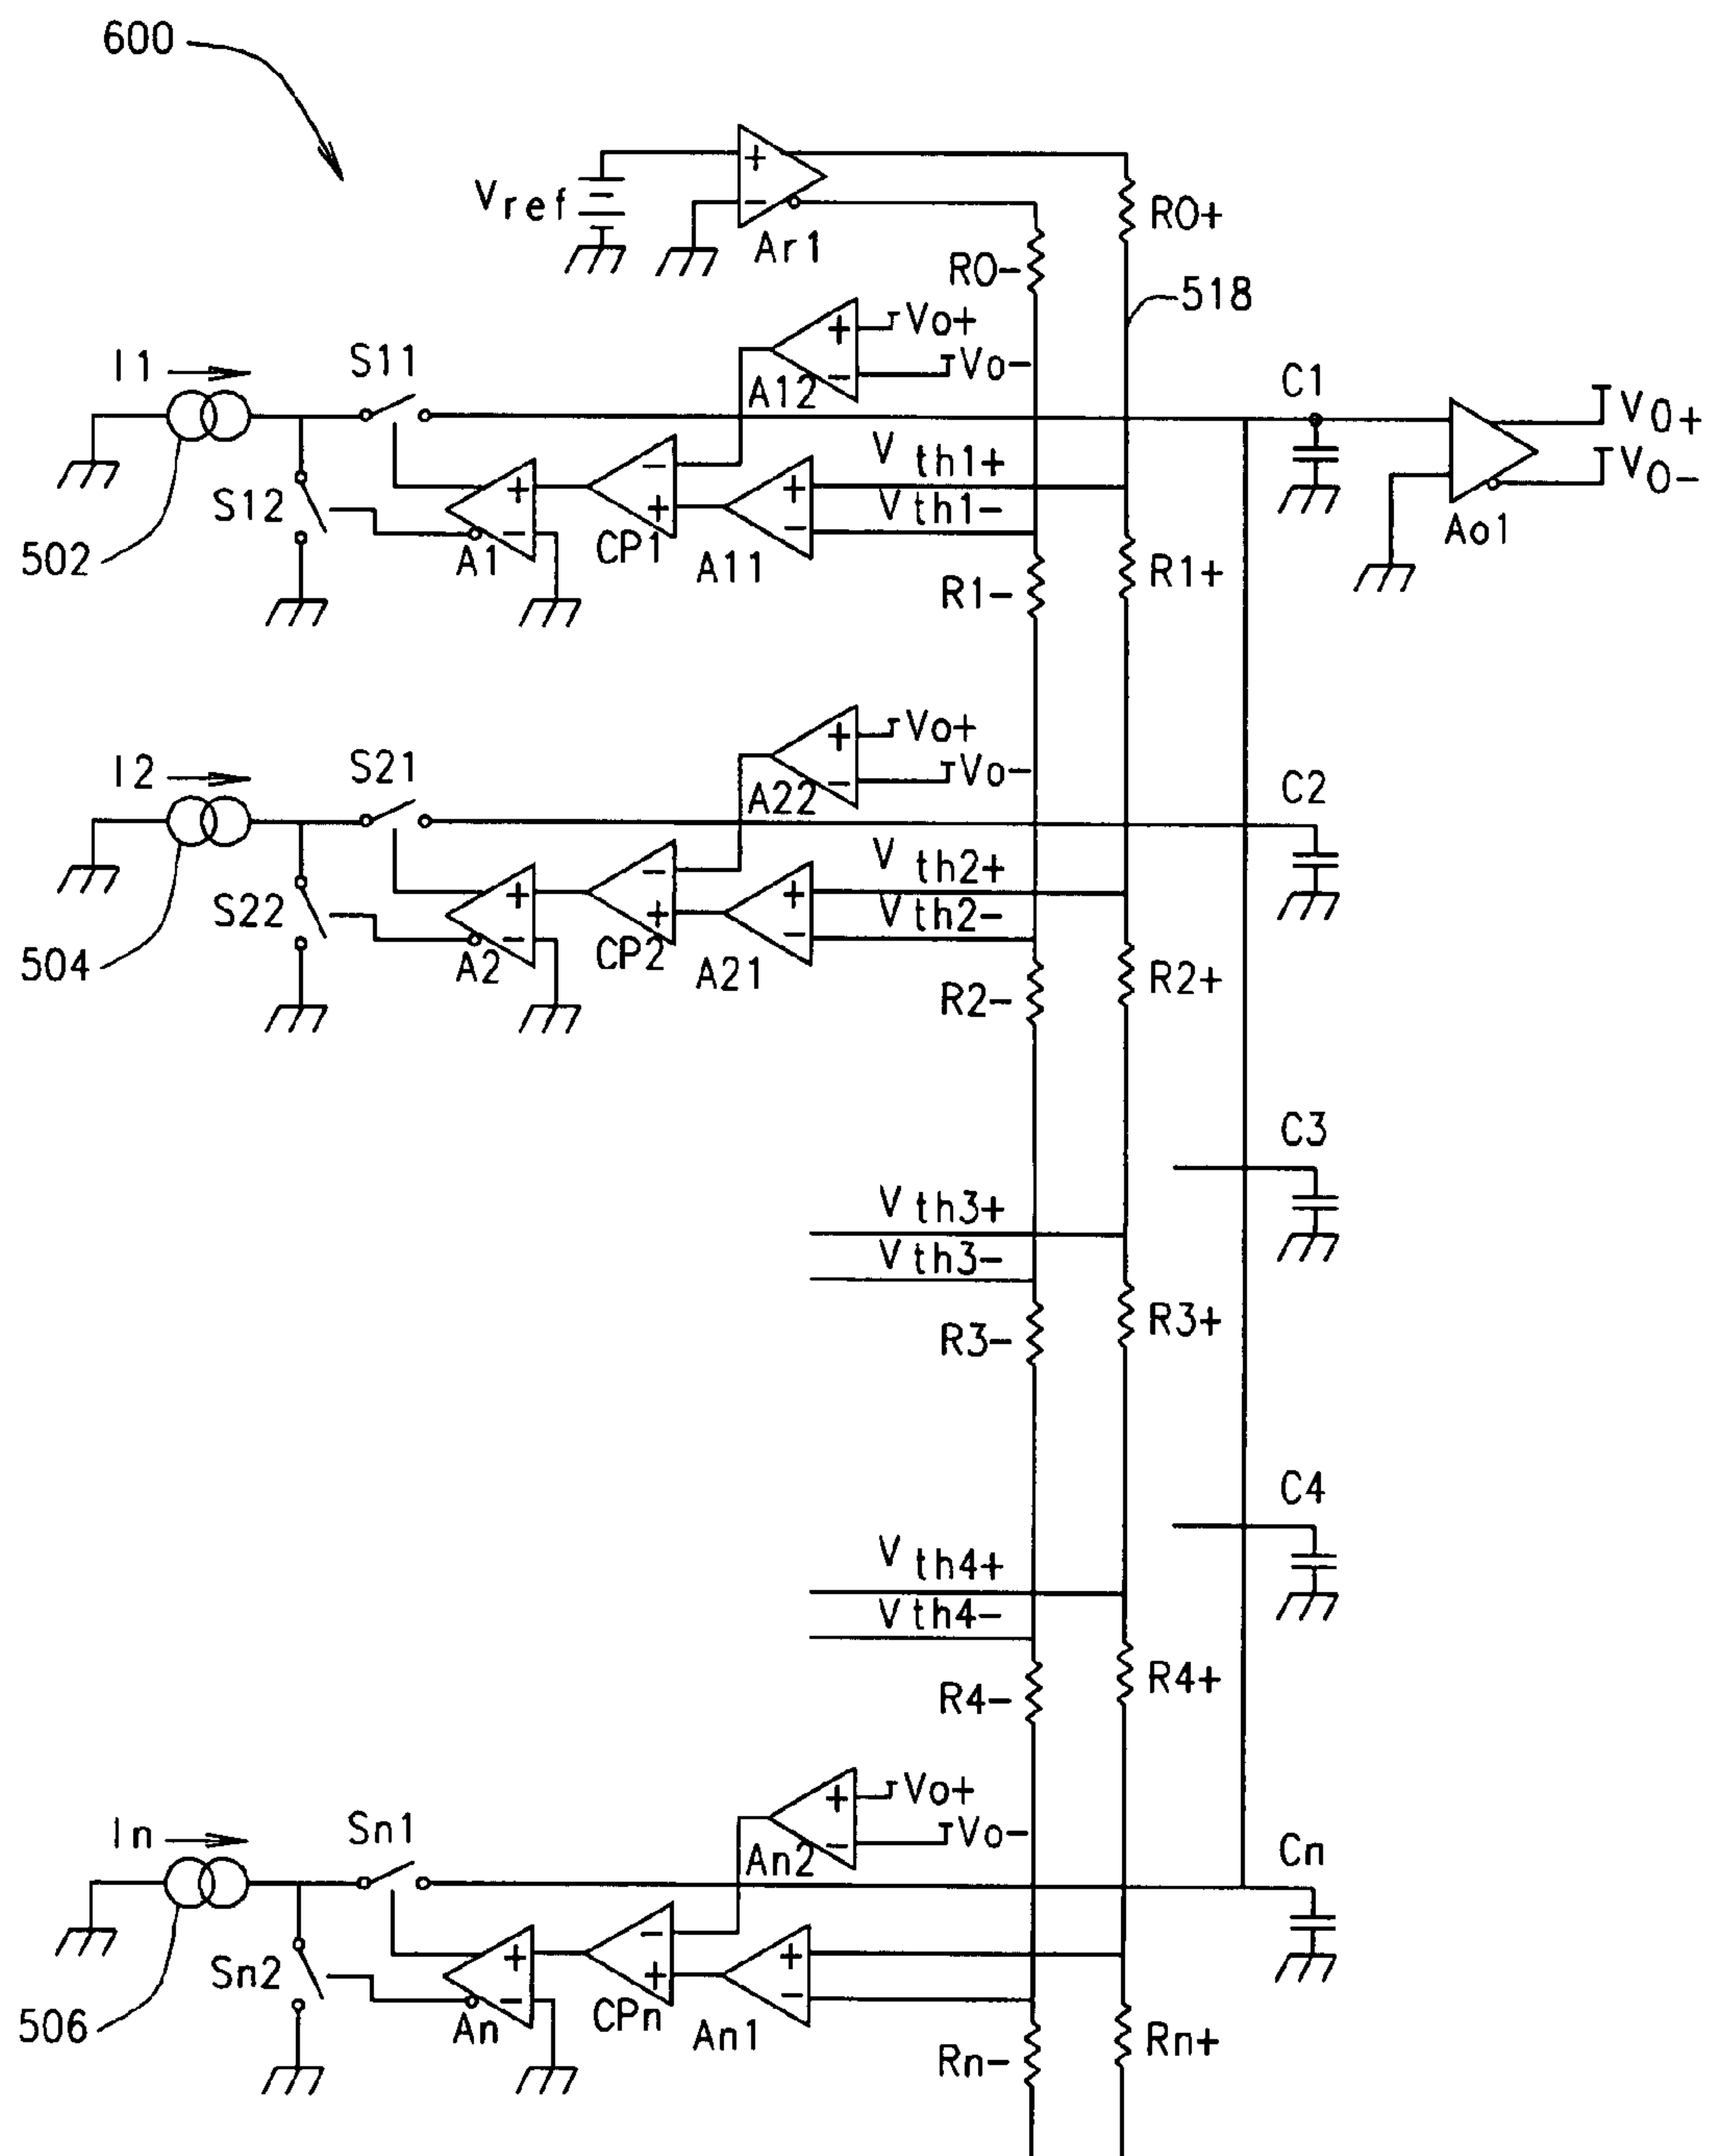 600
Vref
+
−
Ar1
R0+
R0−
518
I1
S11
A12
+
−
Vo+
Vo−
C1
VO+
VO−
Ao1
502
S12
A1
+
−
CP1
−
+
A11
+
−
Vth1+
Vth1−
R1−
R1+
I2
S21
A22
+
−
Vo+
Vo−
C2
504
S22
A2
+
−
CP2
−
+
A21
+
−
Vth2+
Vth2−
R2−
R2+
C3
Vth3+
Vth3−
R3−
R3+
C4
Vth4+
Vth4−
R4−
R4+
In
Sn1
An2
+
−
Vo+
Vo−
Cn
506
Sn2
An
+
−
CPn
−
+
An1
+
−
Rn−
Rn+